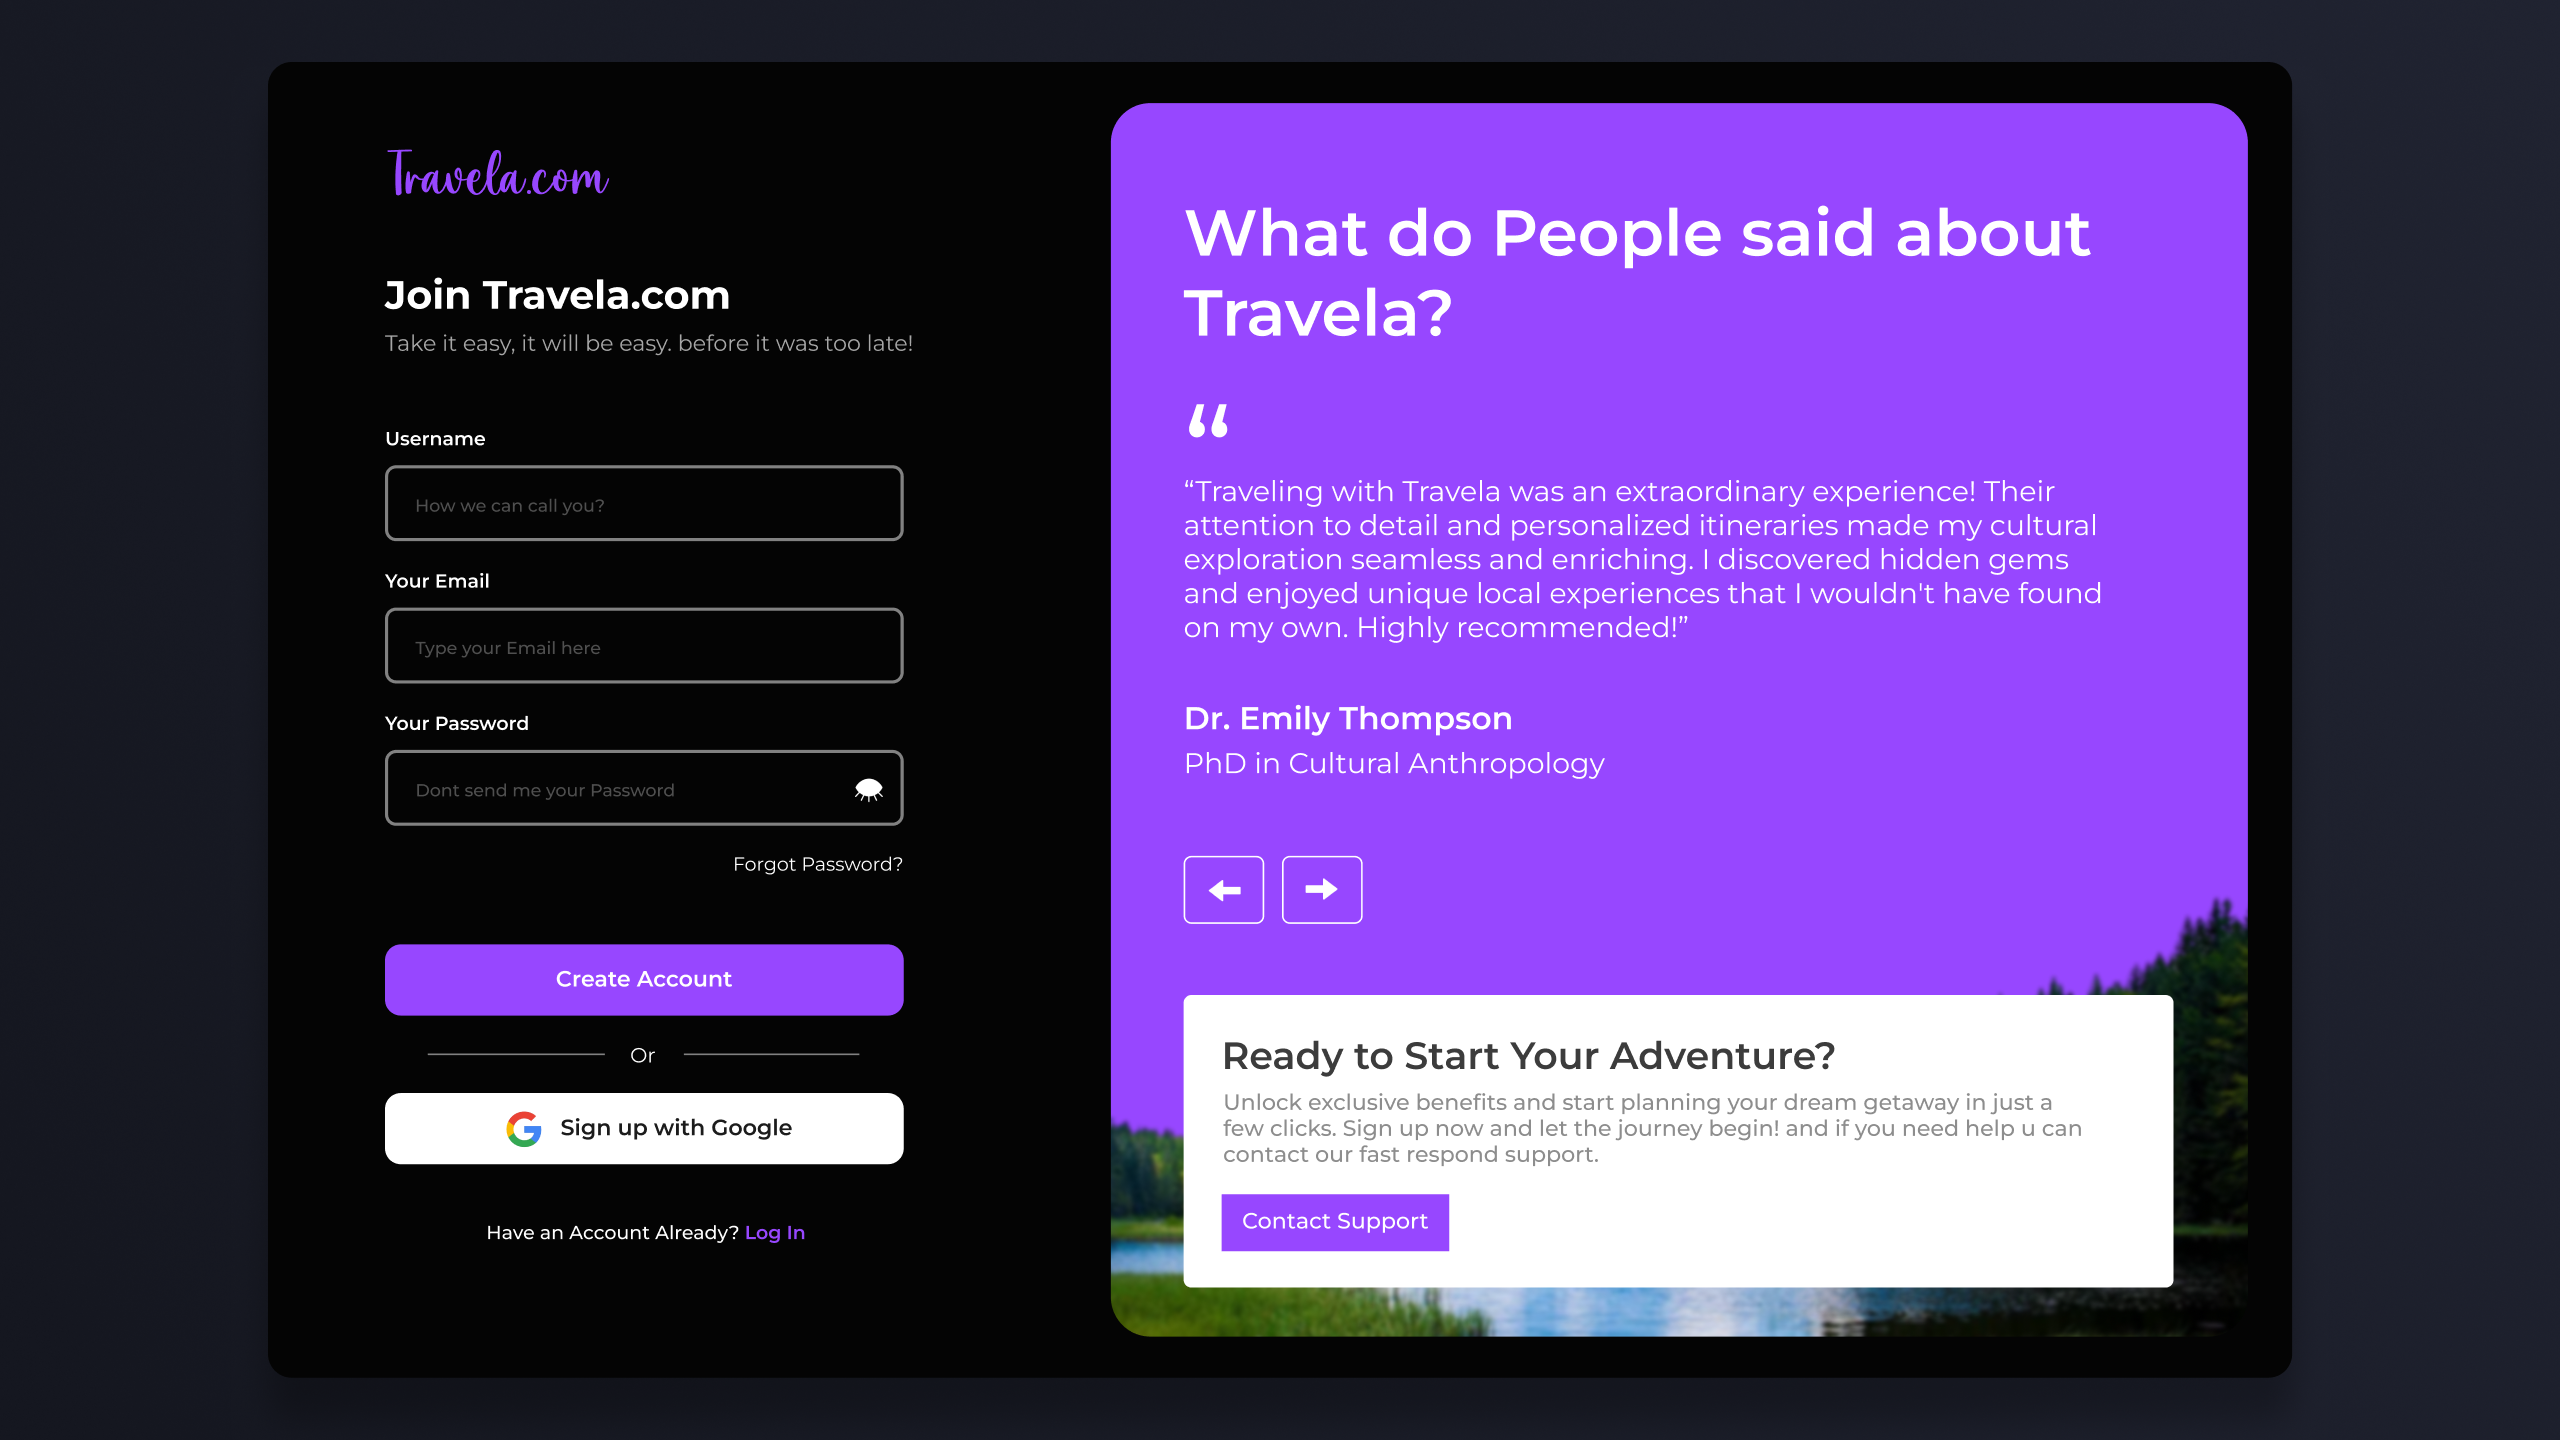 Travela.com
Join Travela.com
Take it easy, it will be easy. before it was too late!
Username
How we can call you?
Your Email
Type your Email here
Your Password
Dont send me your Password
Forgot Password?
Create Account
Or
Sign up with Google
Have an Account Already? Log In
What do People said about
Travela?
“
“Traveling with Travela was an extraordinary experience! Their
attention to detail and personalized itineraries made my cultural
exploration seamless and enriching. I discovered hidden gems
and enjoyed unique local experiences that I wouldn't have found
on my own. Highly recommended!”
Dr. Emily Thompson
PhD in Cultural Anthropology
Ready to Start Your Adventure?
Unlock exclusive benefits and start planning your dream getaway in just a
few clicks. Sign up now and let the journey begin! and if you need help u can
contact our fast respond support.
Contact Support